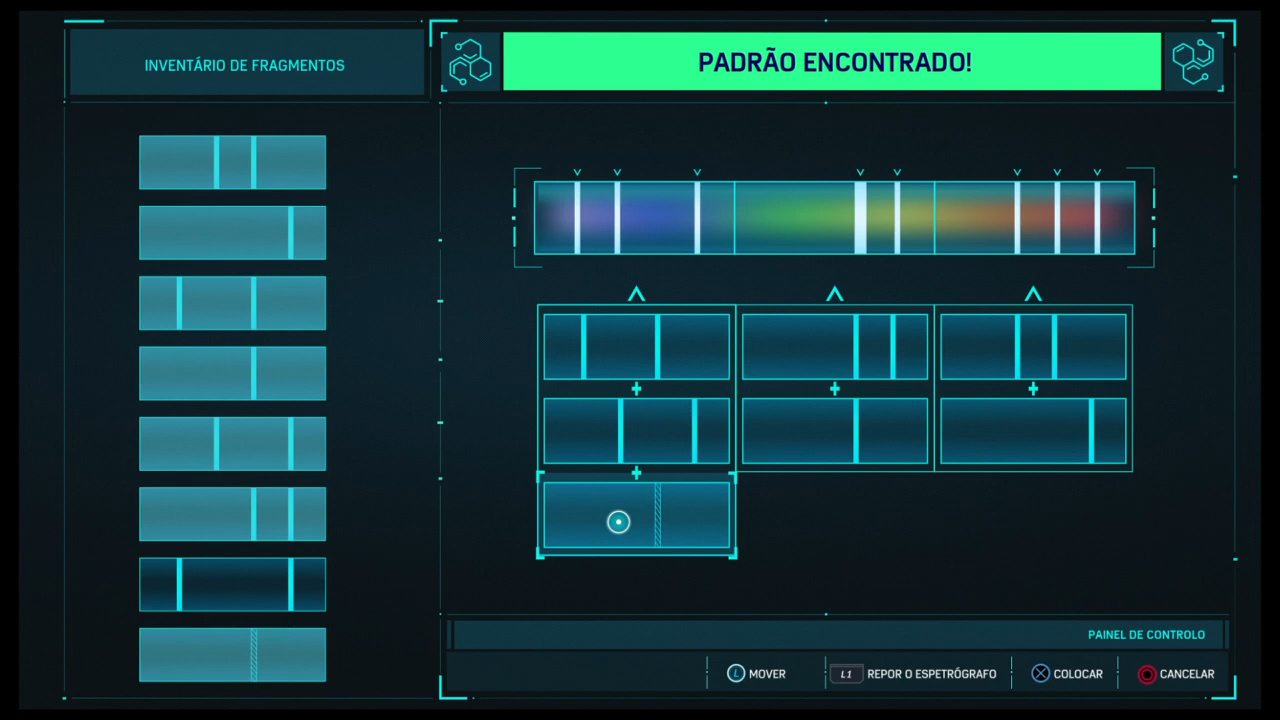 INVENTÁRIO DE FRAGMENTOS
PADRÃO ENCONTRADO!
PAINEL DE CONTROLO
L MOVER
L1 REPOR O ESPETRÓGRAFO
COLOCAR
CANCELAR